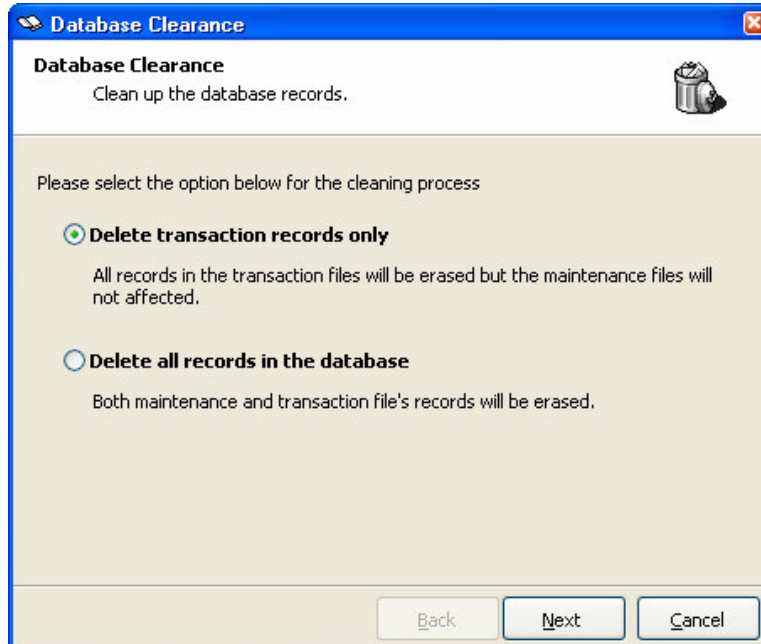 Database Clearance
Database Clearance
Clean up the database records.
Please select the option below for the cleaning process
Delete transaction records only
All records in the transaction files will be erased but the maintenance files will
not affected.
Delete all records in the database
Both maintenance and transaction file's records will be erased.
Back
Next
Cancel